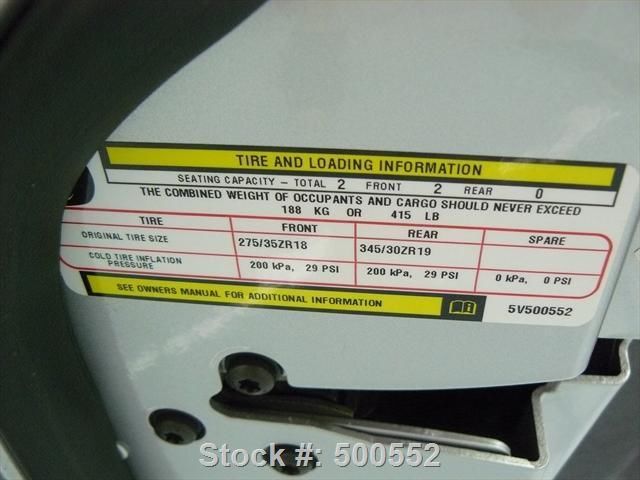 TIRE AND LOADING INFORMATION
SEATING CAPACITY – TOTAL 2 FRONT 2 REAR 0
THE COMBINED WEIGHT OF OCCUPANTS AND CARGO SHOULD NEVER EXCEED
188 KG OR 415 LB
TIRE FRONT REAR SPARE
ORIGINAL TIRE SIZE 275/35ZR18 345/30ZR19
COLD TIRE INFLATION PRESSURE 200 kPa, 29 PSI 200 kPa, 29 PSI 0 kPa, 0 PSI
SEE OWNERS MANUAL FOR ADDITIONAL INFORMATION 5V500552
Stock #: 500552